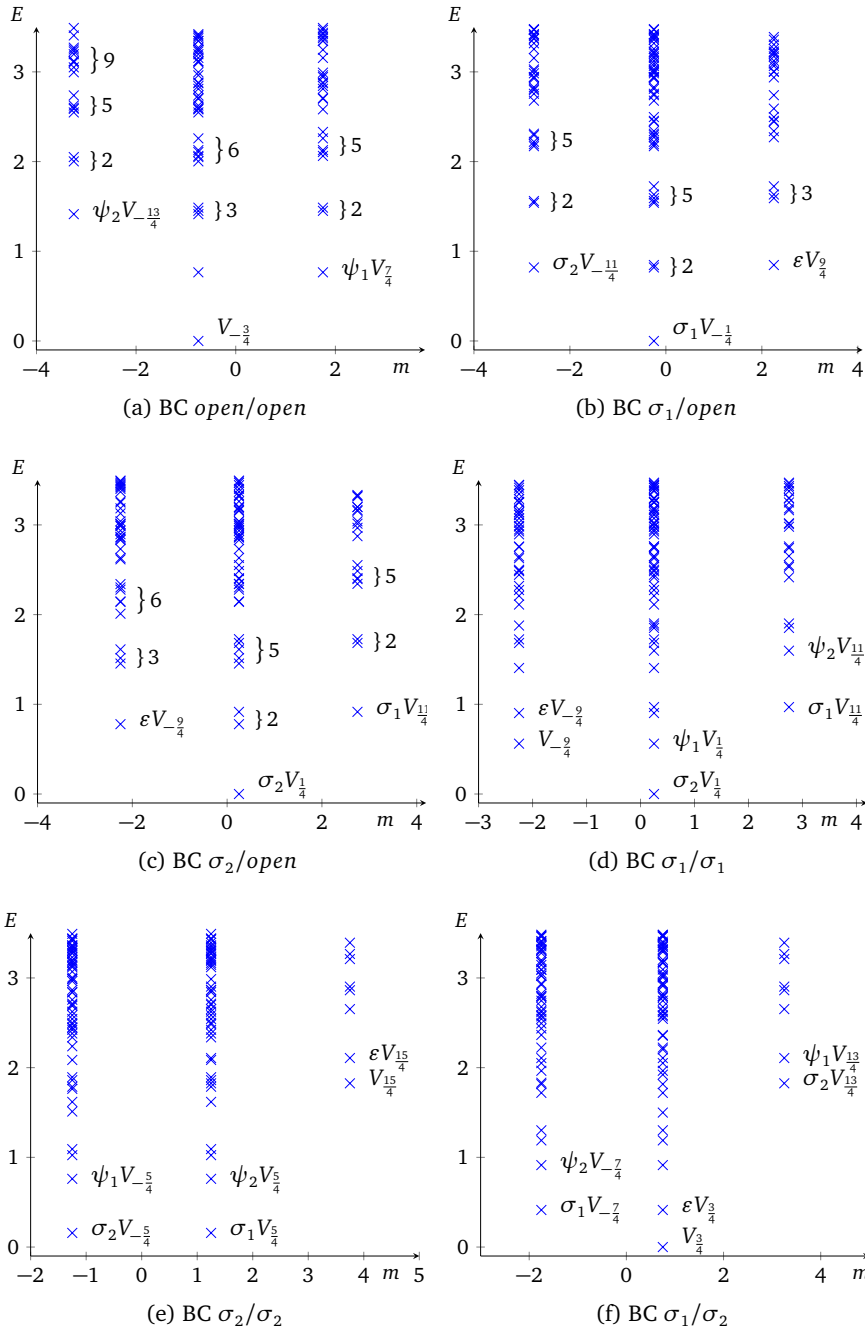 E
E
3
2
1
0
}9
}5
}2
}6
}3
}5
}2
ψ₂V₋₁₃⁄₄
ψ₁V₇⁄₄
V₋₃⁄₄
−4 −2 0 2 m
(a) BC open/open
3
2
1
0
}5
}2
}5
}2
}3
σ₂V₋₁₁⁄₄
εV₉⁄₄
σ₁V₋₁⁄₄
−4 −2 0 2 m 4
(b) BC σ₁/open
E
E
3
2
1
0
}6
}3
}5
}2
}5
}2
εV₋₉⁄₄
σ₁V₁₁⁄₄
σ₂V₁⁄₄
−4 −2 0 2 m 4
(c) BC σ₂/open
3
2
1
0
ψ₂V₁₁⁄₄
εV₋₉⁄₄
σ₁V₁₁⁄₄
V₋₉⁄₄
ψ₁V₁⁄₄
σ₂V₁⁄₄
−3 −2 −1 0 1 2 3 m 4
(d) BC σ₁/σ₁
E
E
3
2
1
0
εV₁₅⁄₄
V₁₅⁄₄
ψ₁V₋₅⁄₄
ψ₂V₅⁄₄
σ₂V₋₅⁄₄
σ₁V₅⁄₄
−2 −1 0 1 2 3 4 m 5
(e) BC σ₂/σ₂
3
2
1
0
ψ₁V₁₃⁄₄
σ₂V₁₃⁄₄
ψ₂V₋₇⁄₄
σ₁V₋₇⁄₄
εV₃⁄₄
V₃⁄₄
−2 0 2 4 m
(f) BC σ₁/σ₂